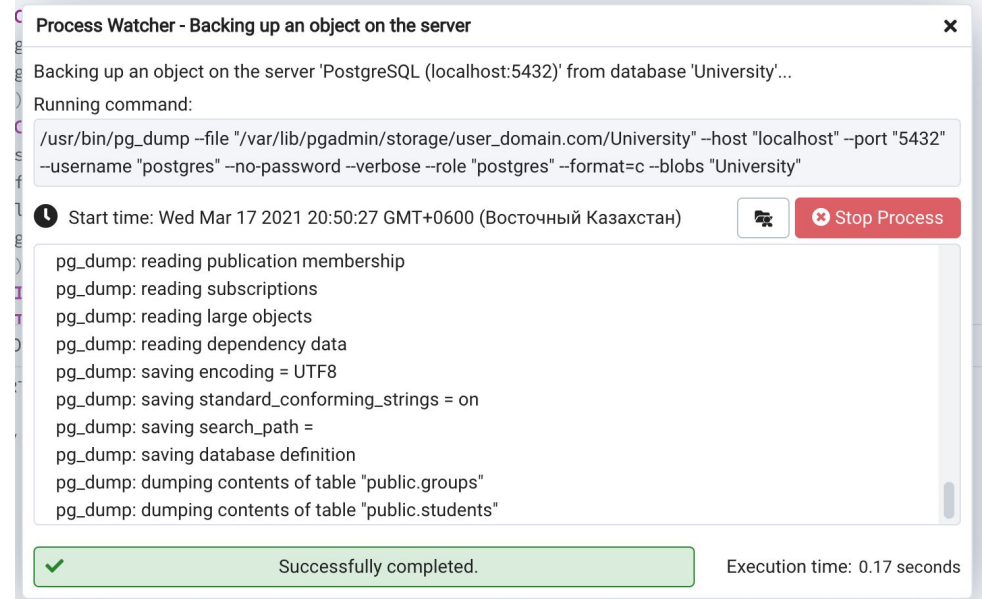 Process Watcher - Backing up an object on the server
Backing up an object on the server 'PostgreSQL (localhost:5432)' from database 'University'...
Running command:
/usr/bin/pg_dump --file "/var/lib/pgadmin/storage/user_domain.com/University" --host "localhost" --port "5432"
--username "postgres" --no-password --verbose --role "postgres" --format=c --blobs "University"
Start time: Wed Mar 17 2021 20:50:27 GMT+0600 (Восточный Казахстан)
Stop Process
pg_dump: reading publication membership
pg_dump: reading subscriptions
pg_dump: reading large objects
pg_dump: reading dependency data
pg_dump: saving encoding = UTF8
pg_dump: saving standard_conforming_strings = on
pg_dump: saving search_path =
pg_dump: saving database definition
pg_dump: dumping contents of table "public.groups"
pg_dump: dumping contents of table "public.students"
Successfully completed.
Execution time: 0.17 seconds